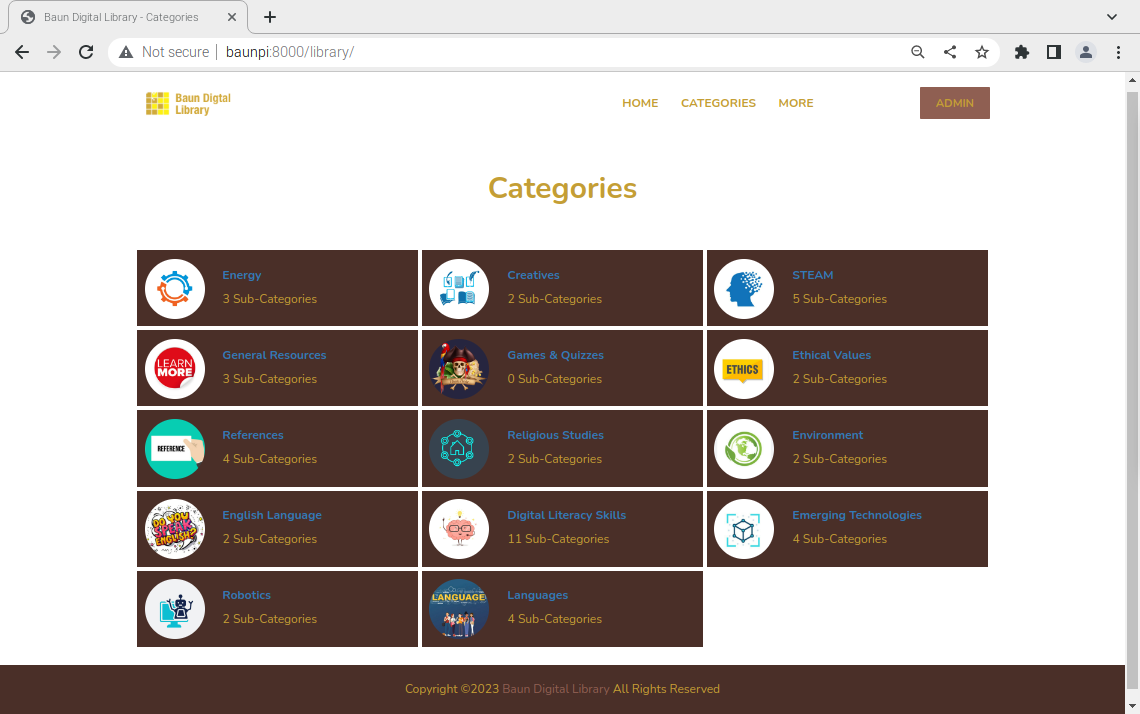 Baun Digital Library - Categories
Not secure
baunpi:8000/library/
Baun Digtal
Library
HOME
CATEGORIES
MORE
ADMIN
Categories
Energy
3 Sub-Categories
Creatives
2 Sub-Categories
STEAM
5 Sub-Categories
LEARN
MORE
General Resources
3 Sub-Categories
Games & Quizzes
0 Sub-Categories
ETHICS
Ethical Values
2 Sub-Categories
REFERENCE
References
4 Sub-Categories
Religious Studies
2 Sub-Categories
Environment
2 Sub-Categories
DO YOU
SPEAK
ENGLISH?
English Language
2 Sub-Categories
Digital Literacy Skills
11 Sub-Categories
Emerging Technologies
4 Sub-Categories
Robotics
2 Sub-Categories
LANGUAGE
Languages
4 Sub-Categories
Copyright ©2023 Baun Digital Library All Rights Reserved